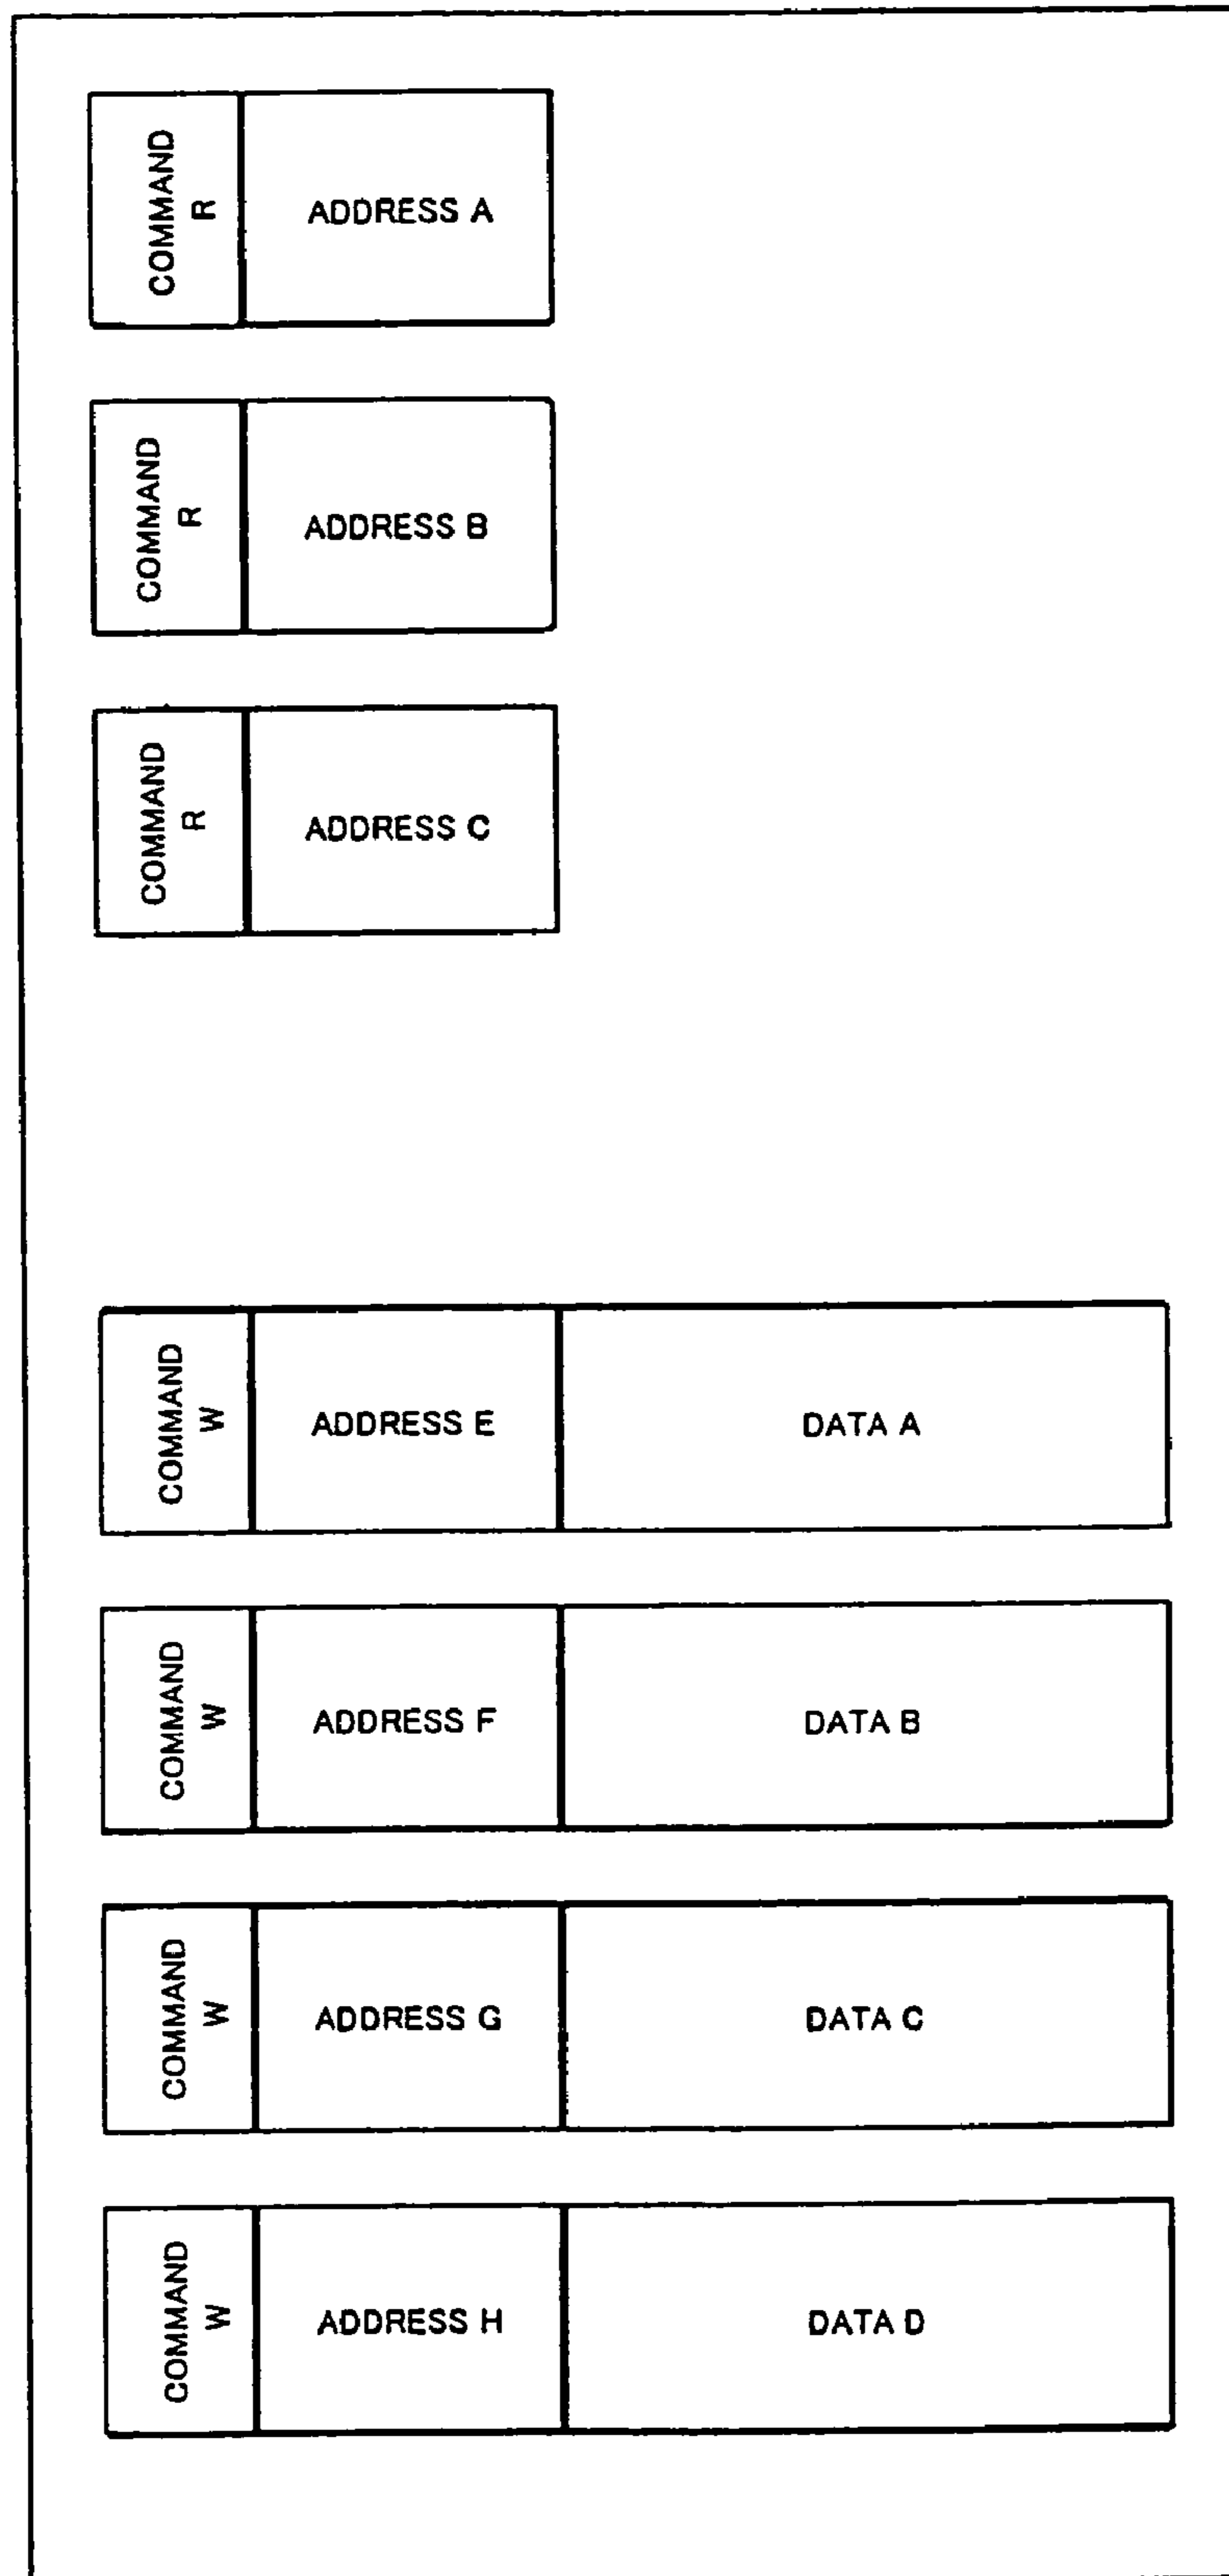 COMMAND
R
ADDRESS A
COMMAND
R
ADDRESS B
COMMAND
R
ADDRESS C
COMMAND
W
ADDRESS E
DATA A
COMMAND
W
ADDRESS F
DATA B
COMMAND
W
ADDRESS G
DATA C
COMMAND
W
ADDRESS H
DATA D